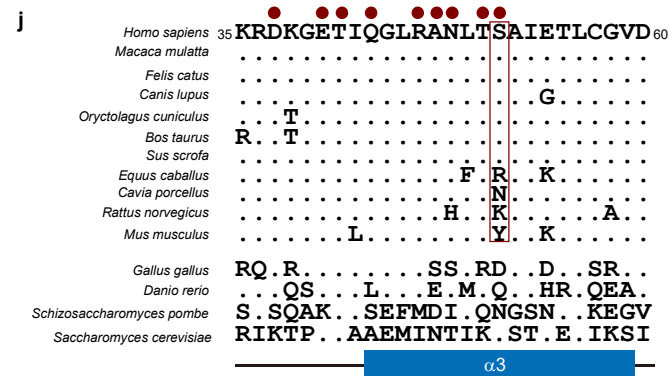 j
Homo sapiens 35 KRDKGETIQGLRANLTSAIETLCGVD 60
Macaca mulatta ..........................
Felis catus ..........................
Canis lupus ...................G......
Oryctolagus cuniculus ...T......................
Bos taurus R..T......................
Sus scrofa ..........................
Equus caballus ..............F.R..K......
Cavia porcellus ................N.........
Rattus norvegicus .............H..K......A..
Mus musculus .......L........Y..K......
Gallus gallus RQ.R........SS.RD..D..SR..
Danio rerio ...QS...L...E.M.Q..HR.QEA.
Schizosaccharomyces pombe S.SQAK..SEFMDI.QNGSN..KEGV
Saccharomyces cerevisiae RIKTP..AAEMINTIK.ST.E.IKSI
α3